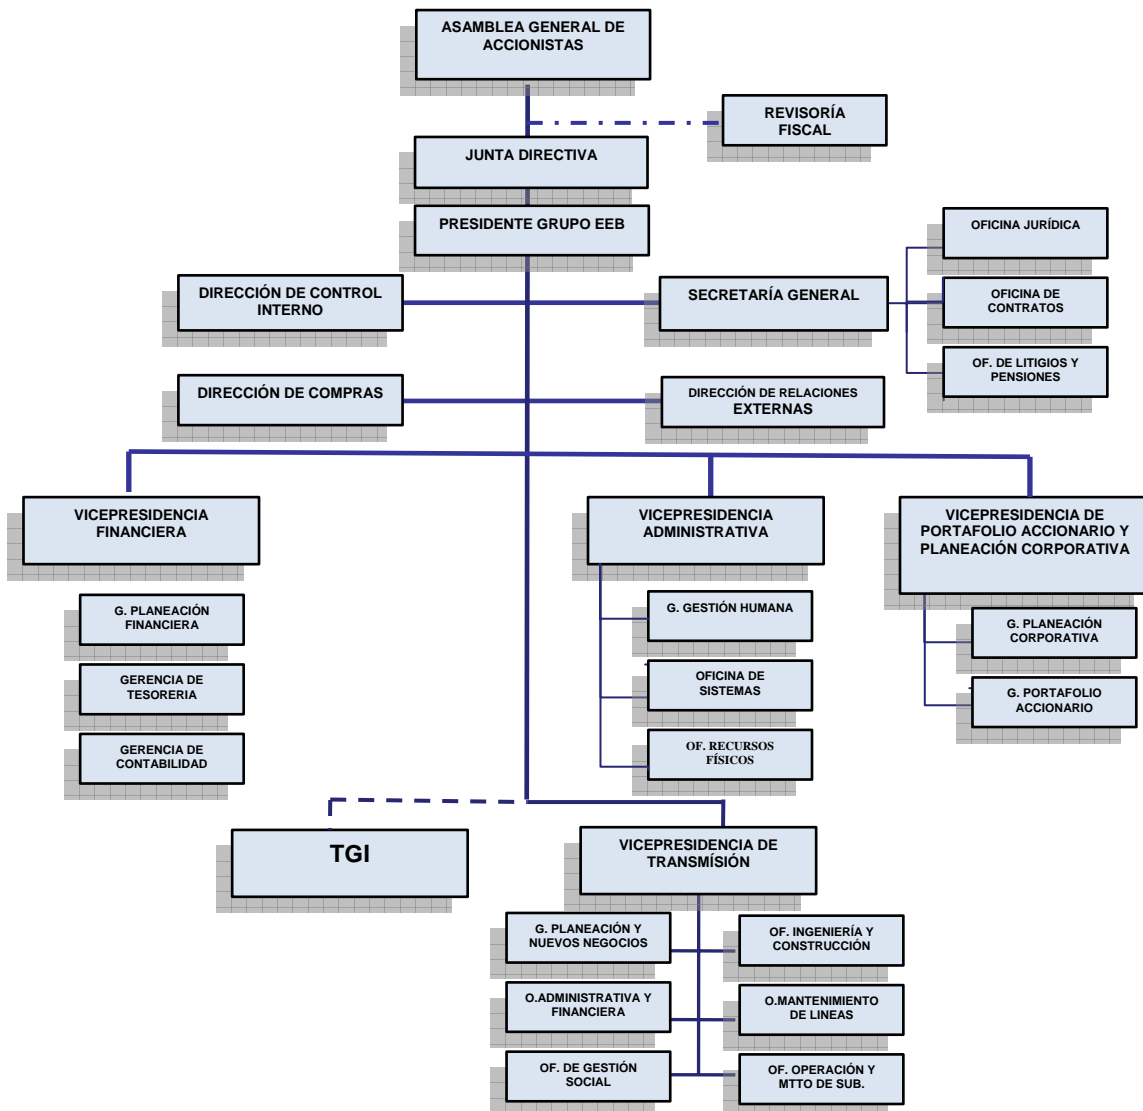 ASAMBLEA GENERAL DE
ACCIONISTAS
REVISORÍA
FISCAL
JUNTA DIRECTIVA
PRESIDENTE GRUPO EEB
OFICINA JURÍDICA
DIRECCIÓN DE CONTROL
INTERNO
SECRETARÍA GENERAL
OFICINA DE
CONTRATOS
OF. DE LITIGIOS Y
PENSIONES
DIRECCIÓN DE COMPRAS
DIRECCIÓN DE RELACIONES
EXTERNAS
VICEPRESIDENCIA
FINANCIERA
VICEPRESIDENCIA
ADMINISTRATIVA
VICEPRESIDENCIA DE
PORTAFOLIO ACCIONARIO Y
PLANEACIÓN CORPORATIVA
G. PLANEACIÓN
FINANCIERA
GERENCIA DE
TESORERIA
GERENCIA DE
CONTABILIDAD
G. GESTIÓN HUMANA
OFICINA DE
SISTEMAS
OF. RECURSOS
FÍSICOS
G. PLANEACIÓN
CORPORATIVA
G. PORTAFOLIO
ACCIONARIO
TGI
VICEPRESIDENCIA DE
TRANSMÍSIÓN
G. PLANEACIÓN Y
NUEVOS NEGOCIOS
OF. INGENIERÍA Y
CONSTRUCCIÓN
O.ADMINISTRATIVA Y
FINANCIERA
O.MANTENIMIENTO
DE LINEAS
OF. DE GESTIÓN
SOCIAL
OF. OPERACIÓN Y
MTTO DE SUB.